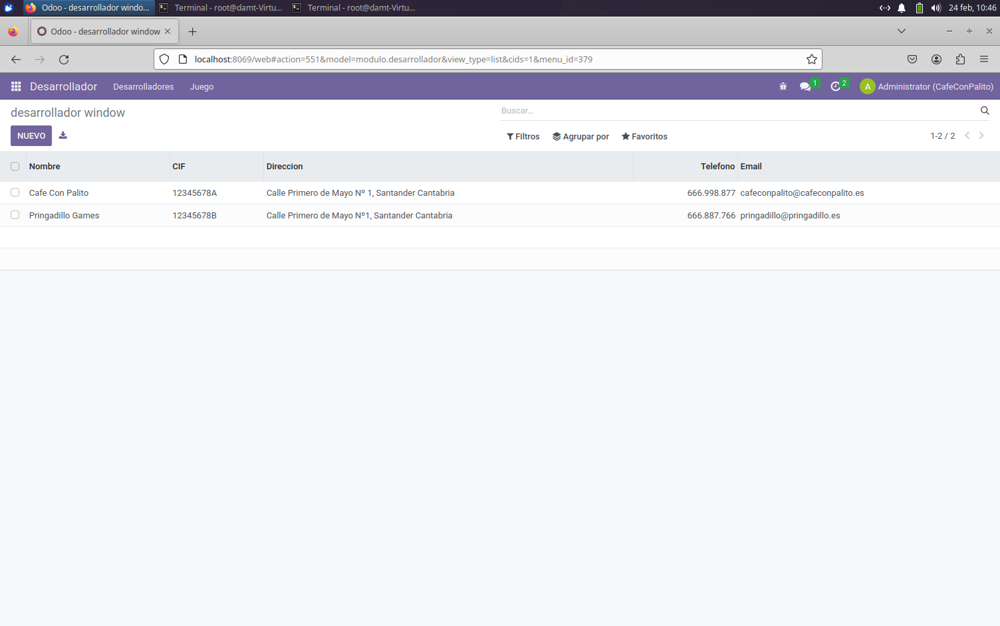 Odoo - desarrollador windo... Terminal - root@damt-Virtu... Terminal - root@damt-Virtu... 24 feb, 10:46
Odoo - desarrollador window
localhost:8069/web#action=551&model=modulo.desarrollador&view_type=list&cids=1&menu_id=379
Desarrollador Desarrolladores Juego 1 2 A Administrator (CafeConPalito)
desarrollador window Buscar...
NUEVO Filtros Agrupar por Favoritos 1-2 / 2
Nombre CIF Direccion Telefono Email
Cafe Con Palito 12345678A Calle Primero de Mayo Nº 1, Santander Cantabria 666.998.877 cafeconpalito@cafeconpalito.es
Pringadillo Games 12345678B Calle Primero de Mayo Nº1, Santander Cantabria 666.887.766 pringadillo@pringadillo.es